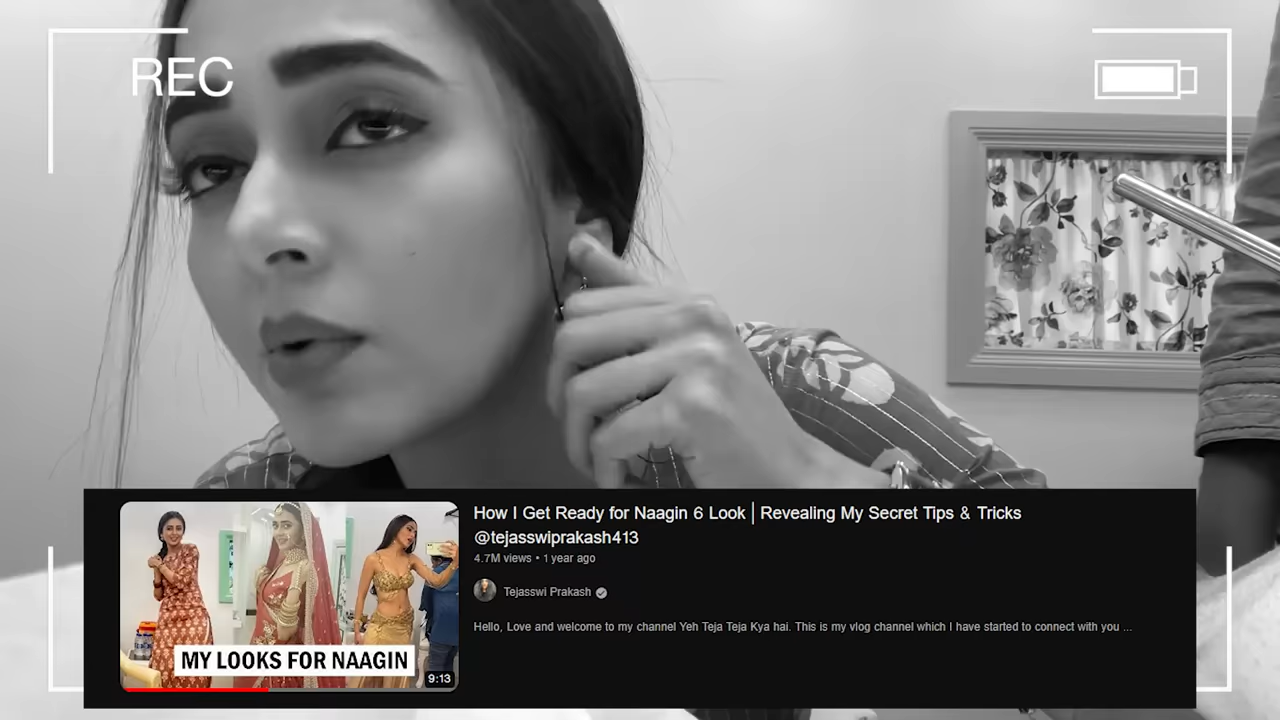 REC
How I Get Ready for Naagin 6 Look | Revealing My Secret Tips & Tricks
@tejasswiprakash413
4.7M views • 1 year ago
Tejasswi Prakash
Hello, Love and welcome to my channel Yeh Teja Teja Kya hai. This is my vlog channel which I have started to connect with you ...
MY LOOKS FOR NAAGIN
9:13